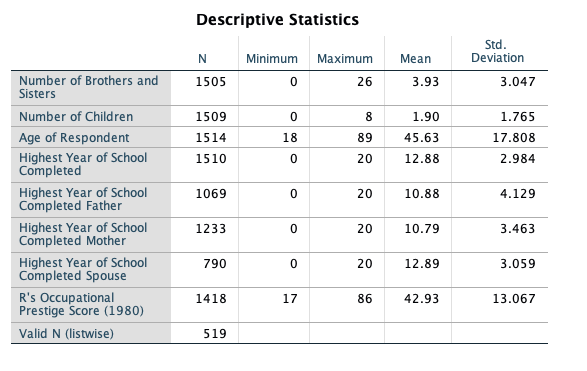 Descriptive Statistics
N Minimum Maximum Mean Std. Deviation
Number of Brothers and Sisters 1505 0 26 3.93 3.047
Number of Children 1509 0 8 1.90 1.765
Age of Respondent 1514 18 89 45.63 17.808
Highest Year of School Completed 1510 0 20 12.88 2.984
Highest Year of School Completed Father 1069 0 20 10.88 4.129
Highest Year of School Completed Mother 1233 0 20 10.79 3.463
Highest Year of School Completed Spouse 790 0 20 12.89 3.059
R's Occupational Prestige Score (1980) 1418 17 86 42.93 13.067
Valid N (listwise) 519